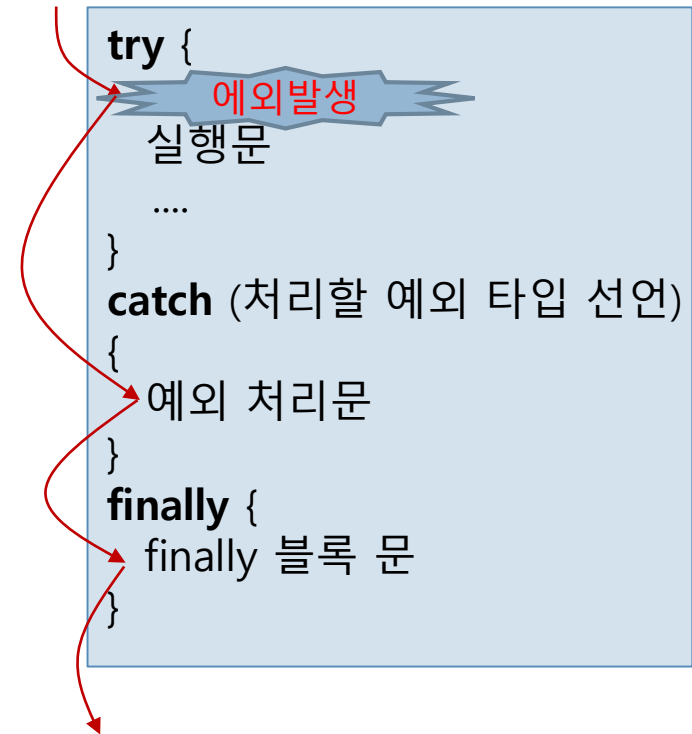 try {
에외발생
실행문
....
}
catch (처리할 예외 타입 선언)
{
예외 처리문
}
finally {
finally 블록 문
}